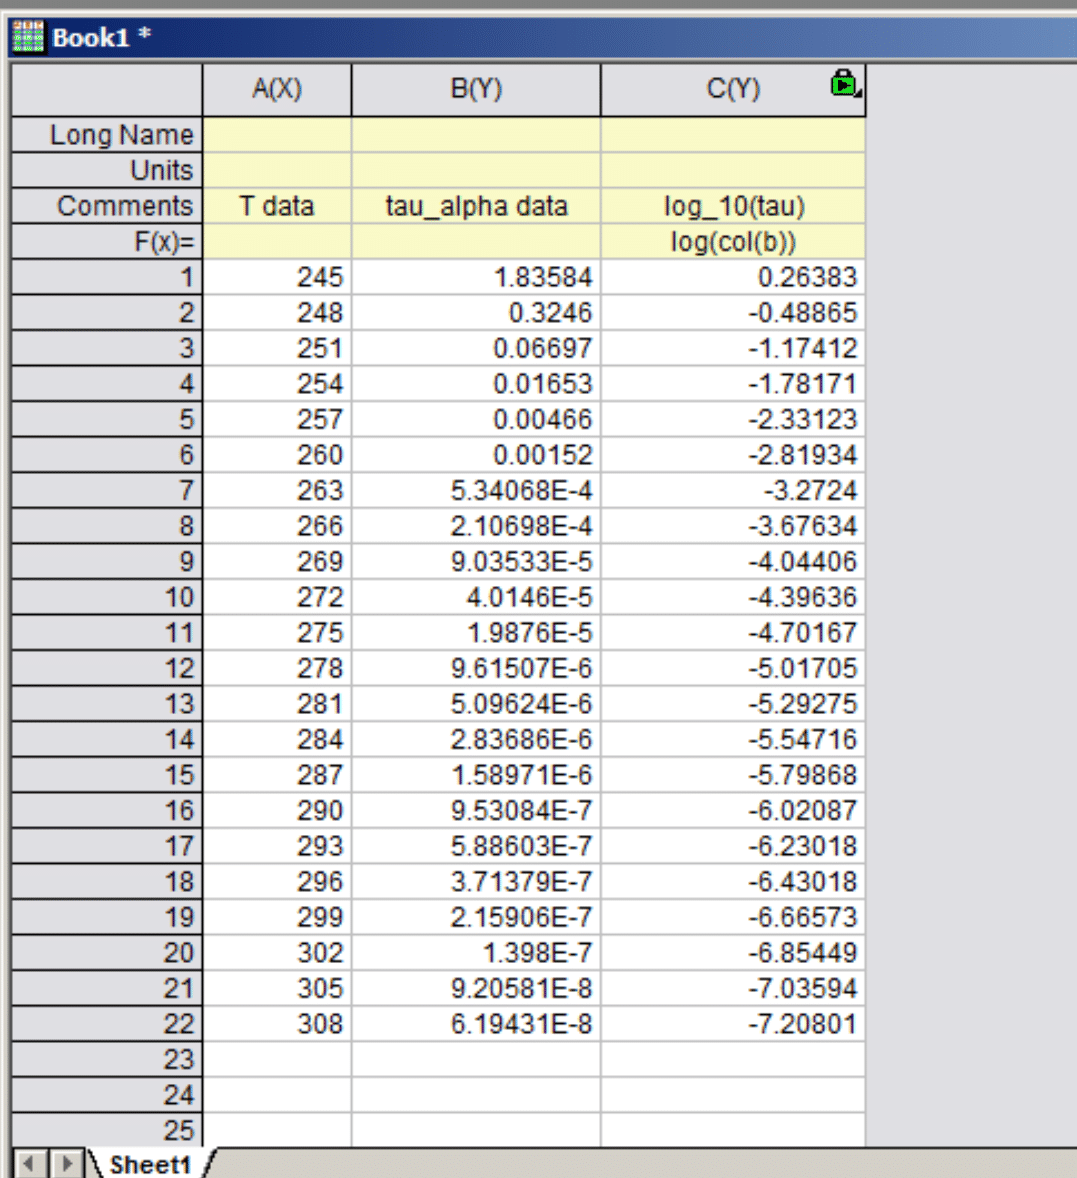 Book1 *
A(X) B(Y) C(Y)
Long Name
Units
Comments T data tau_alpha data log_10(tau)
F(x)= log(col(b))
1 245 1.83584 0.26383
2 248 0.3246 -0.48865
3 251 0.06697 -1.17412
4 254 0.01653 -1.78171
5 257 0.00466 -2.33123
6 260 0.00152 -2.81934
7 263 5.34068E-4 -3.2724
8 266 2.10698E-4 -3.67634
9 269 9.03533E-5 -4.04406
10 272 4.0146E-5 -4.39636
11 275 1.9876E-5 -4.70167
12 278 9.61507E-6 -5.01705
13 281 5.09624E-6 -5.29275
14 284 2.83686E-6 -5.54716
15 287 1.58971E-6 -5.79868
16 290 9.53084E-7 -6.02087
17 293 5.88603E-7 -6.23018
18 296 3.71379E-7 -6.43018
19 299 2.15906E-7 -6.66573
20 302 1.398E-7 -6.85449
21 305 9.20581E-8 -7.03594
22 308 6.19431E-8 -7.20801
23
24
25
Sheet1